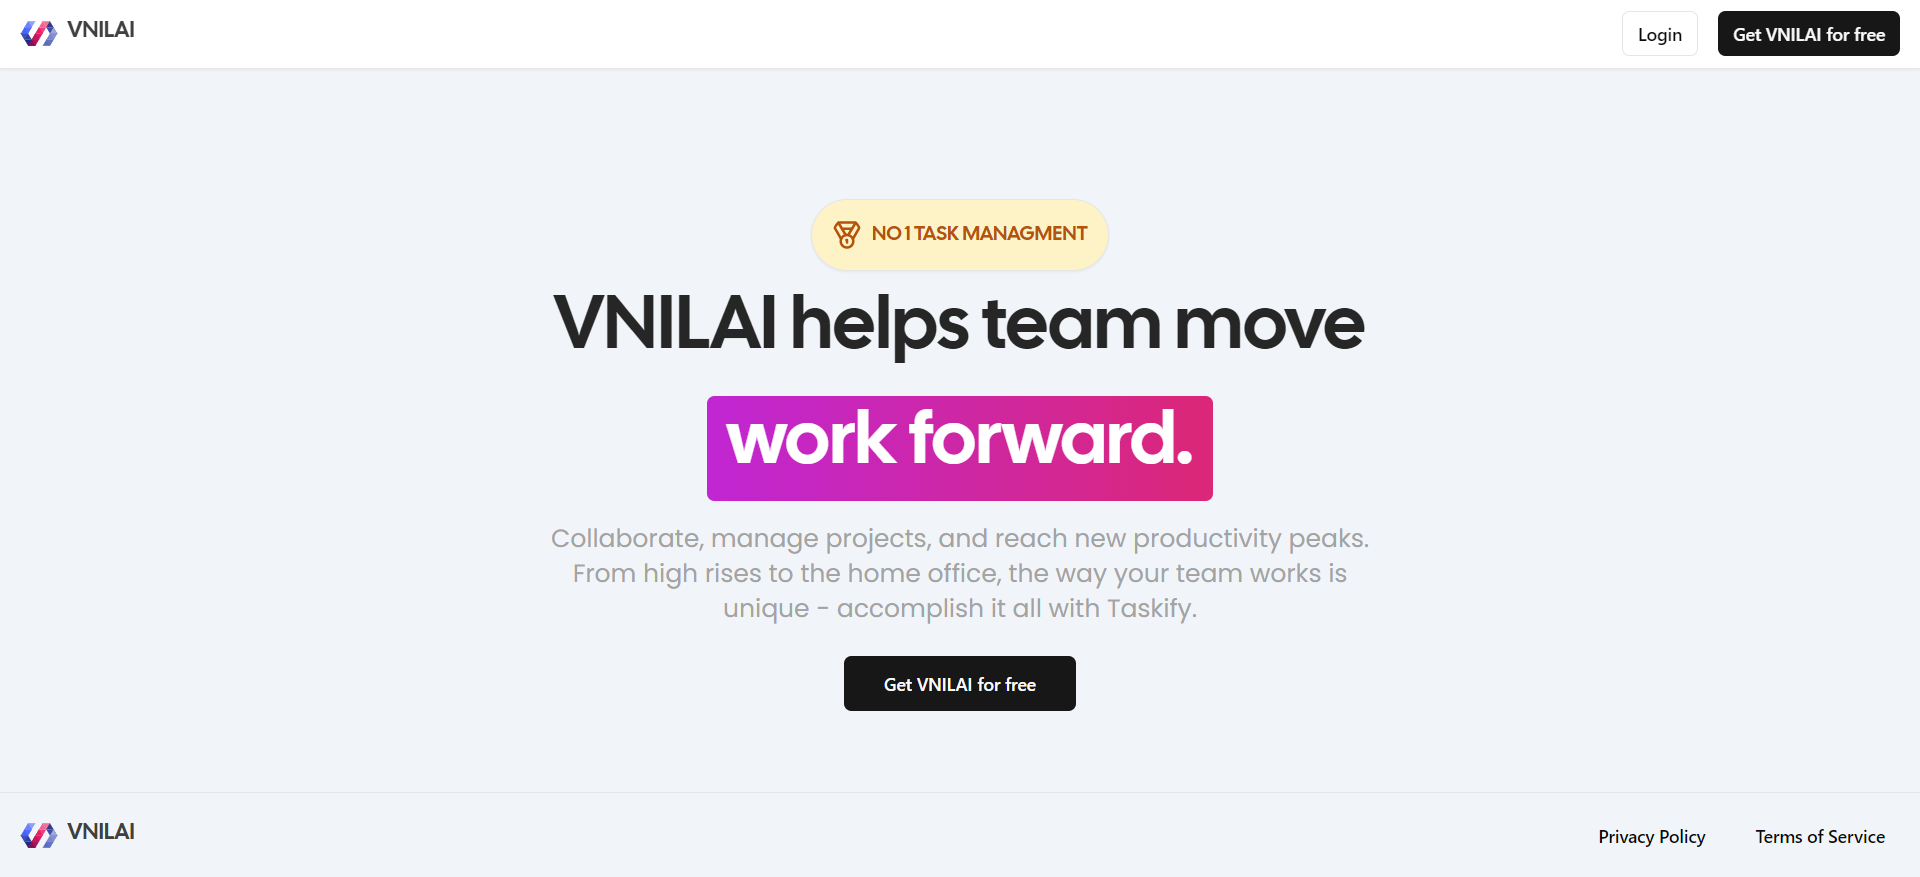 VNILAI
Login
Get VNILAI for free
NO 1 TASK MANAGMENT
VNILAI helps team move
work forward.
Collaborate, manage projects, and reach new productivity peaks.
From high rises to the home office, the way your team works is
unique - accomplish it all with Taskify.
Get VNILAI for free
VNILAI
Privacy Policy
Terms of Service